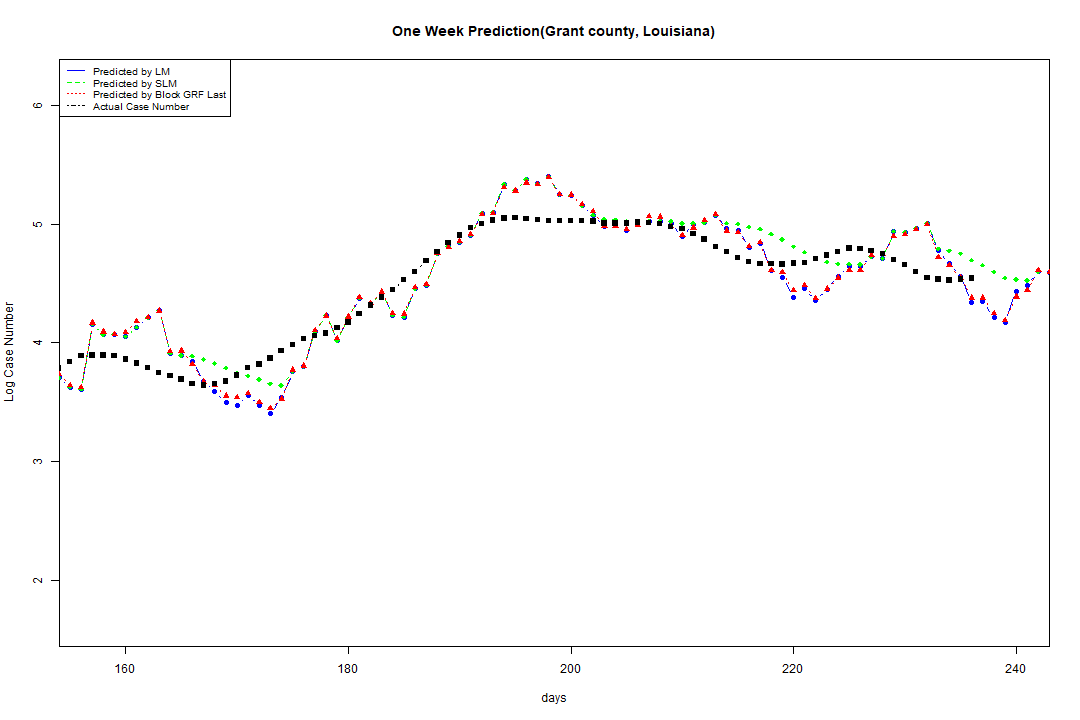 One Week Prediction(Grant county, Louisiana)
Predicted by LM
Predicted by SLM
Predicted by Block GRF Last
Actual Case Number
6
5
4
3
2
Log Case Number
160 180 200 220 240
days